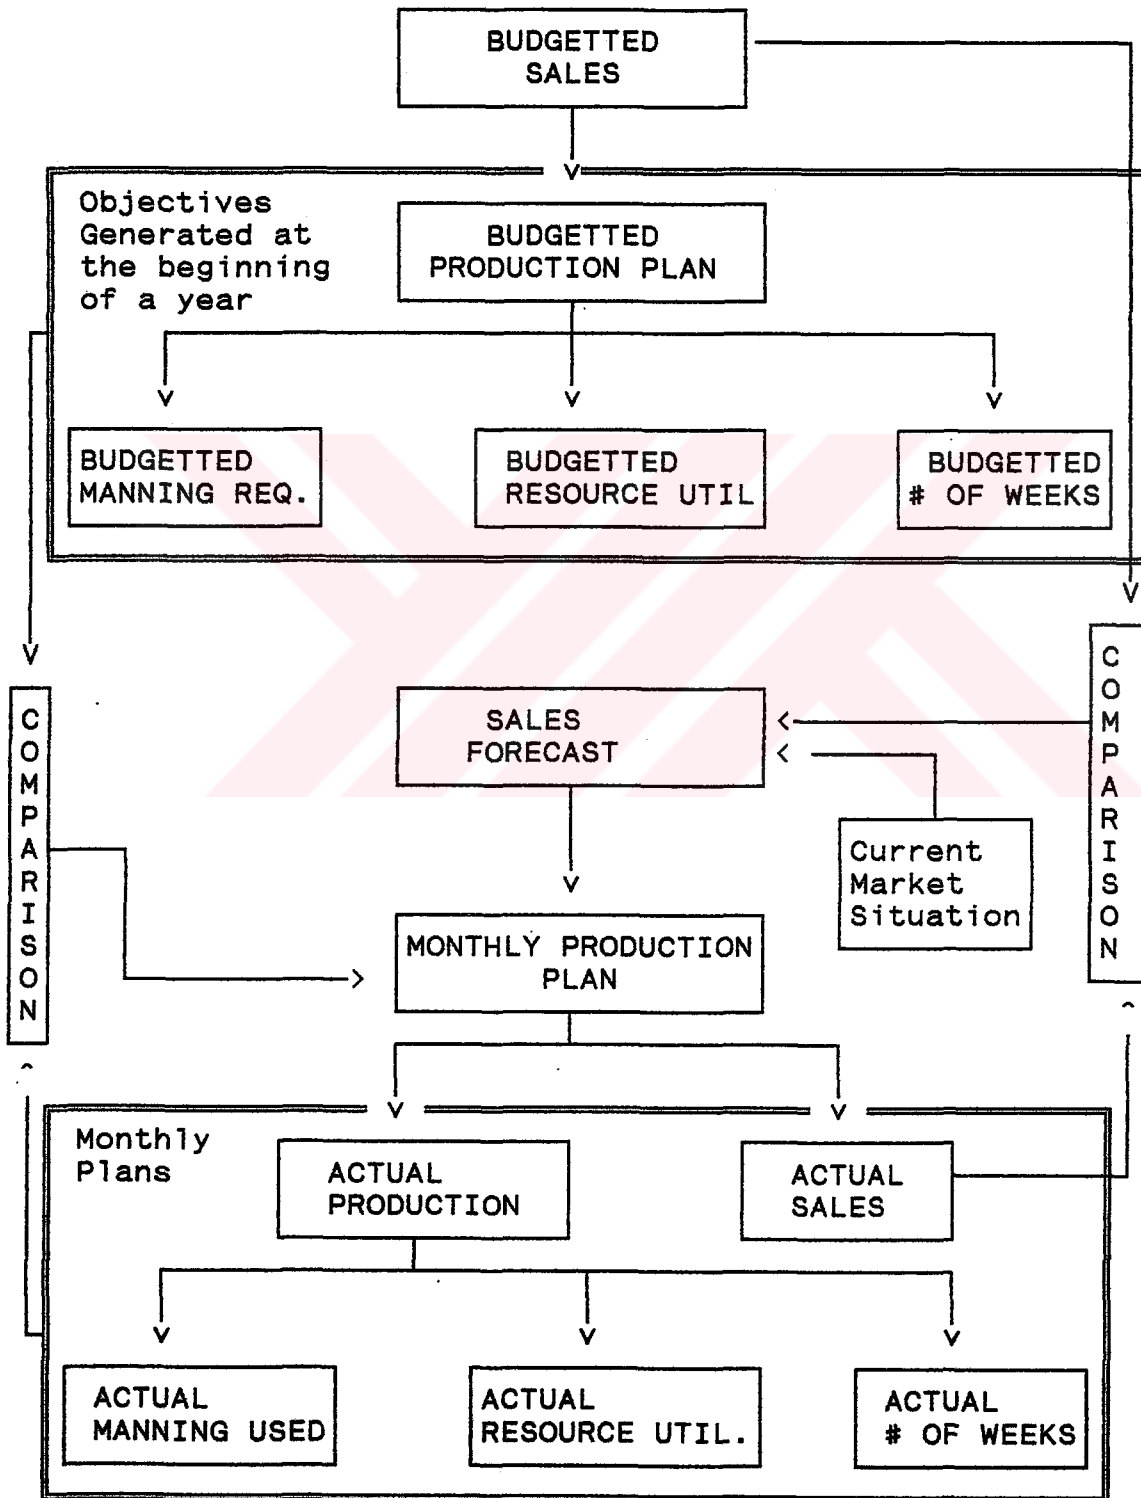 BUDGETTED
SALES
Objectives
Generated at
the beginning
of a year
BUDGETTED
PRODUCTION PLAN
BUDGETTED
MANNING REQ.
BUDGETTED
RESOURCE UTIL
BUDGETTED
# OF WEEKS
COMPARISON
SALES
FORECAST
COMPARISON
Current
Market
Situation
MONTHLY PRODUCTION
PLAN
Monthly
Plans
ACTUAL
PRODUCTION
ACTUAL
SALES
ACTUAL
MANNING USED
ACTUAL
RESOURCE UTIL.
ACTUAL
# OF WEEKS